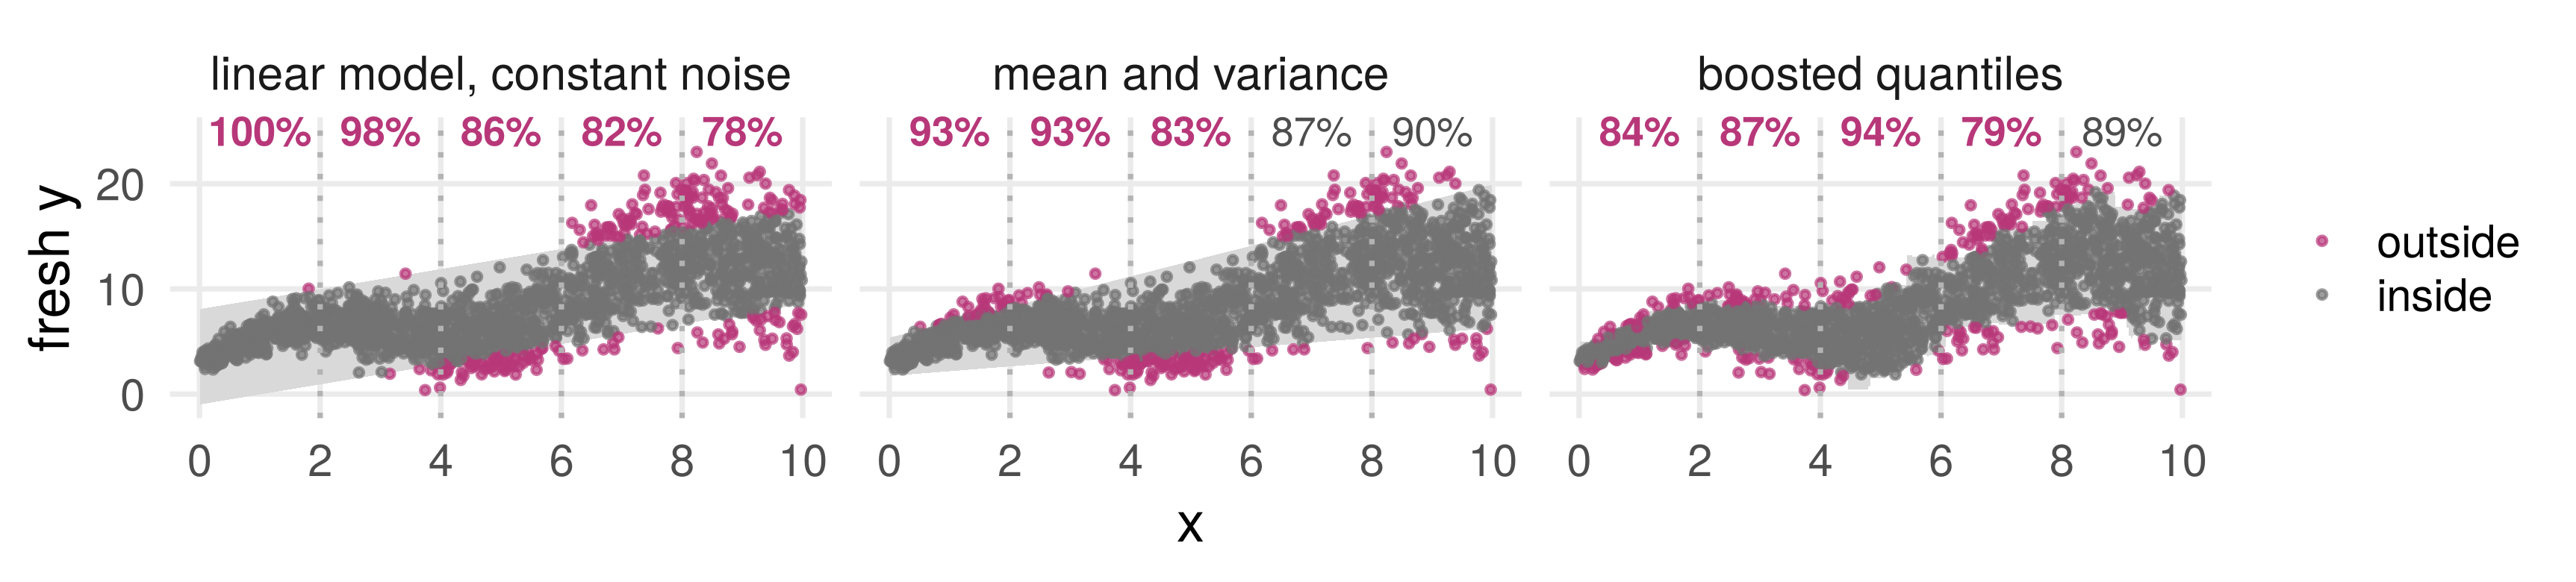 linear model, constant noise
mean and variance
boosted quantiles
100% 98% 86% 82% 78%
93% 93% 83% 87% 90%
84% 87% 94% 79% 89%
fresh y
20
10
0
0 2 4 6 8 10
0 2 4 6 8 10
0 2 4 6 8 10
x
outside
inside